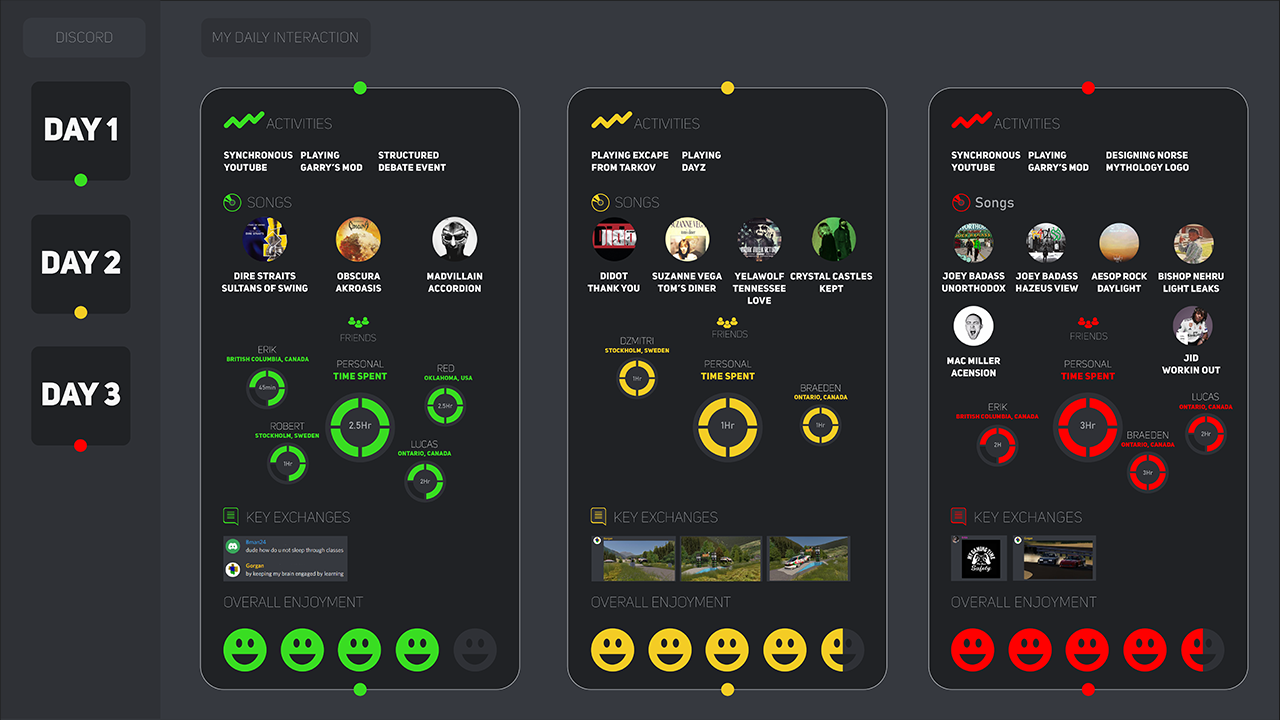 DISCORD
MY DAILY INTERACTION
DAY 1
DAY 2
DAY 3
ACTIVITIES
SYNCHRONOUS
YOUTUBE
PLAYING
GARRY'S MOD
STRUCTURED
DEBATE EVENT
SONGS
DIRE STRAITS
SULTANS OF SWING
OBSCURA
AKROASIS
MADVILLAIN
ACCORDION
FRIENDS
ERIK
BRITISH COLUMBIA, CANADA
45min
PERSONAL
TIME SPENT
2.5Hr
RED
OKLAHOMA, USA
2.5Hr
ROBERT
STOCKHOLM, SWEDEN
1Hr
LUCAS
ONTARIO, CANADA
2Hr
KEY EXCHANGES
Bman24
dude how do u not sleep through classes
Gorgan
by keeping my brain engaged by learning
OVERALL ENJOYMENT
ACTIVITIES
PLAYING EXCAPE
FROM TARKOV
PLAYING
DAYZ
SONGS
DIDOT
THANK YOU
SUZANNE VEGA
TOM'S DINER
YELAWOLF
TENNESSEE
LOVE
CRYSTAL CASTLES
KEPT
FRIENDS
DZMITRI
STOCKHOLM, SWEDEN
1Hr
PERSONAL
TIME SPENT
1Hr
BRAEDEN
ONTARIO, CANADA
1Hr
KEY EXCHANGES
Gorgan
OVERALL ENJOYMENT
ACTIVITIES
SYNCHRONOUS
YOUTUBE
PLAYING
GARRY'S MOD
DESIGNING NORSE
MYTHOLOGY LOGO
Songs
JOEY BADASS
UNORTHODOX
JOEY BADASS
HAZEUS VIEW
AESOP ROCK
DAYLIGHT
BISHOP NEHRU
LIGHT LEAKS
MAC MILLER
ACENSION
JID
WORKIN OUT
FRIENDS
PERSONAL
TIME SPENT
3Hr
ERIK
BRITISH COLUMBIA, CANADA
2H
BRAEDEN
ONTARIO, CANADA
3Hr
LUCAS
ONTARIO, CANADA
2Hr
KEY EXCHANGES
Safety
OVERALL ENJOYMENT